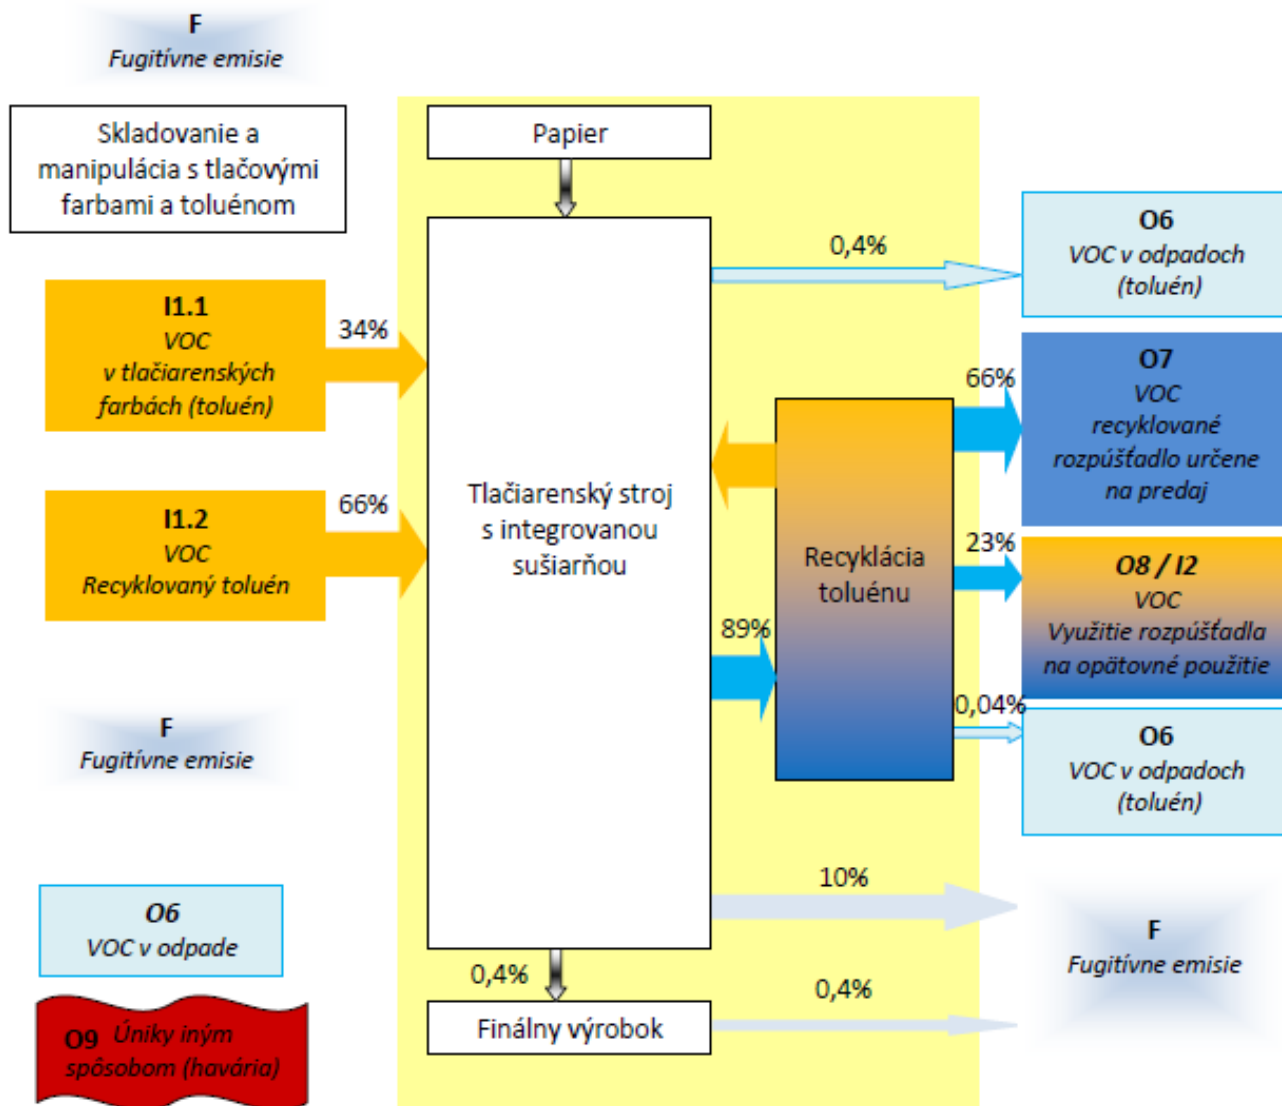 F
Fugitívne emisie
Skladovanie a
manipulácia s tlačovými
farbami a toluénom
I1.1
VOC
v tlačiarenských
farbách (toluén)
34%
I1.2
VOC
Recyklovaný toluén
66%
F
Fugitívne emisie
O6
VOC v odpade
O9 Úniky iným
spôsobom (havária)
Papier
Tlačiarenský stroj
s integrovanou
sušiarňou
0,4%
Finálny výrobok
89%
Recyklácia
toluénu
0,4%
O6
VOC v odpadoch
(toluén)
66%
O7
VOC
recyklované
rozpúšťadlo určene
na predaj
23%
O8 / I2
VOC
Využitie rozpúšťadla
na opätovné použitie
0,04%
O6
VOC v odpadoch
(toluén)
10%
0,4%
F
Fugitívne emisie